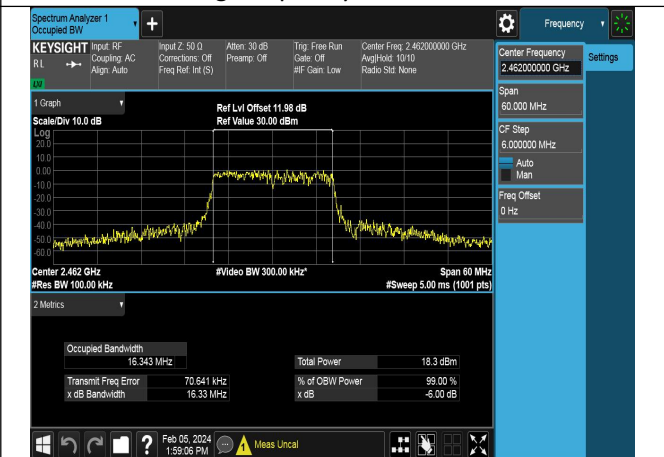 Spectrum Analyzer 1
Occupied BW
+
Frequency
KEYSIGHT
RL
Input: RF
Coupling: AC
Align: Auto
Input Z: 50 Ω
Corrections: Off
Freq Ref: Int (S)
Atten: 30 dB
Preamp: Off
Trig: Free Run
Gate: Off
#IF Gain: Low
Center Freq: 2.462000000 GHz
Avg|Hold: 10/10
Radio Std: None
Center Frequency
2.462000000 GHz
Settings
Span
60.000 MHz
CF Step
6.000000 MHz
Auto
Man
Freq Offset
0 Hz
1 Graph
Scale/Div 10.0 dB
Ref Lvl Offset 11.98 dB
Ref Value 30.00 dBm
Log
20.0
10.0
0.00
-10.0
-20.0
-30.0
-40.0
-50.0
-60.0
Center 2.462 GHz
#Video BW 300.00 kHz*
Span 60 MHz
#Res BW 100.00 kHz
#Sweep 5.00 ms (1001 pts)
2 Metrics
Occupied Bandwidth
16.343 MHz
Total Power 18.3 dBm
Transmit Freq Error 70.641 kHz
% of OBW Power 99.00 %
x dB Bandwidth 16.33 MHz
x dB -6.00 dB
?
Feb 05, 2024
1:59:06 PM
Meas Uncal